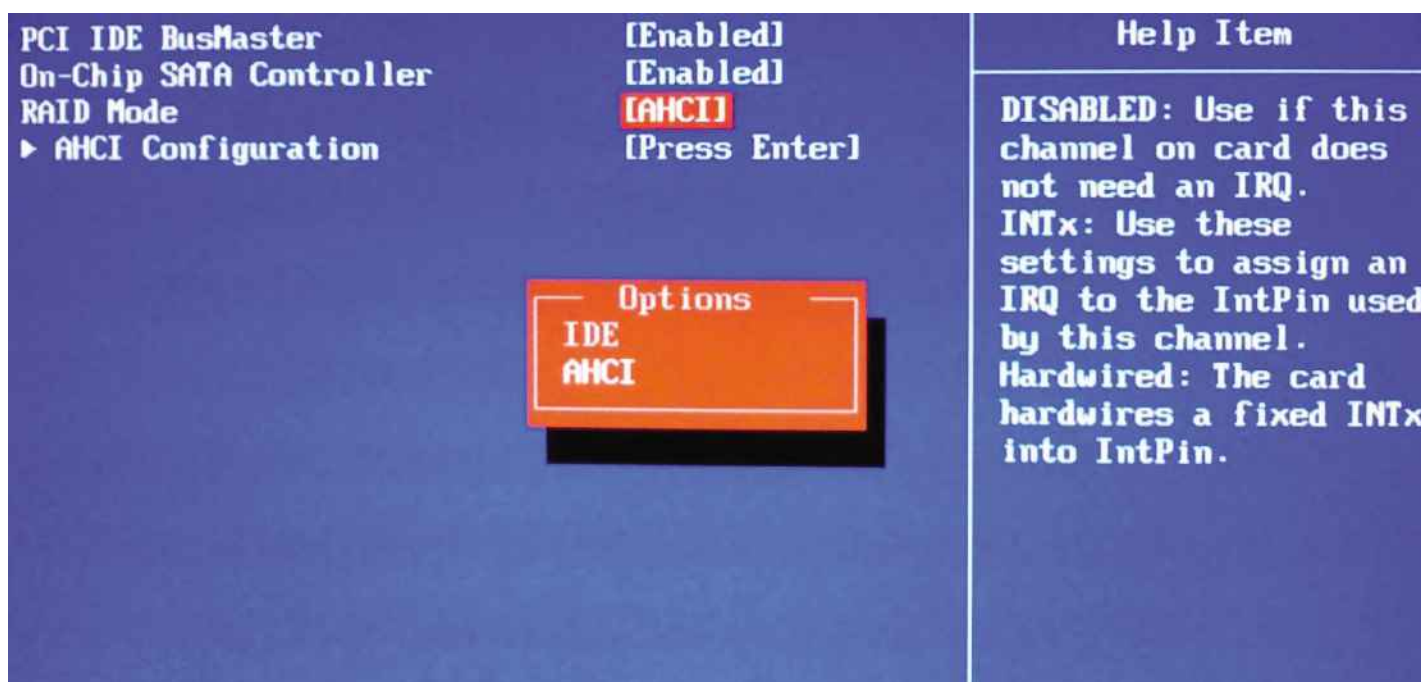 PCI IDE BusMaster [Enabled]
On-Chip SATA Controller [Enabled]
RAID Mode [AHCI]
▶ AHCI Configuration [Press Enter]
Options
IDE
AHCI
Help Item
DISABLED: Use if this
channel on card does
not need an IRQ.
INTx: Use these
settings to assign an
IRQ to the IntPin used
by this channel.
Hardwired: The card
hardwires a fixed INTx
into IntPin.